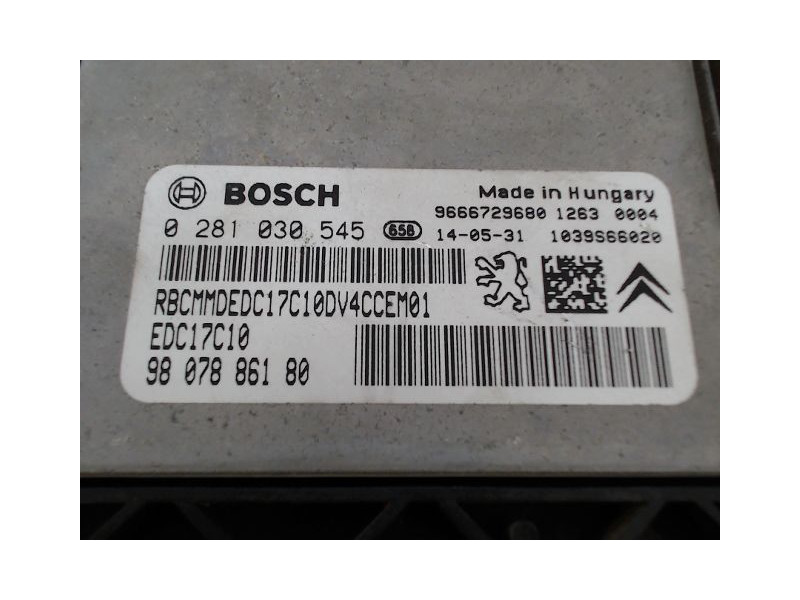 BOSCH
Made in Hungary
9666729680 1263 0004
0 281 030 545 658
14-05-31 1039S66020
RBCMMDEDC17C10DV4CCEM01
EDC17C10
98 078 861 80